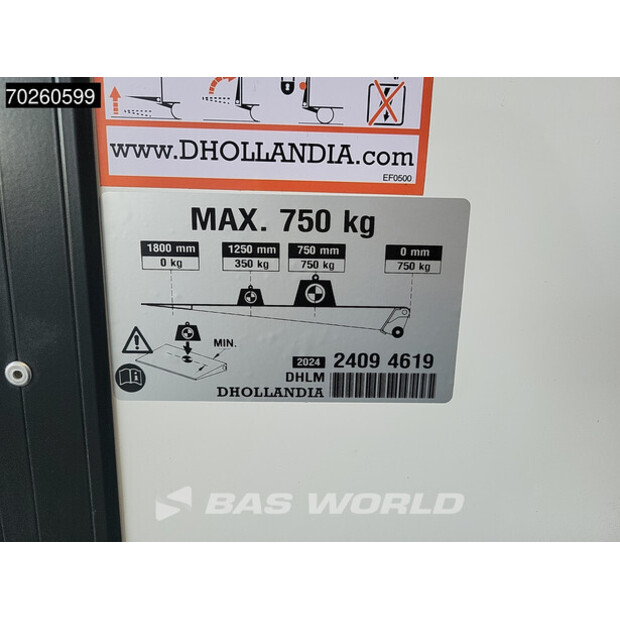 70260599
www.DHOLLANDIA.com
EF0500
MAX. 750 kg
1800 mm 1250 mm 750 mm 0 mm
0 kg 350 kg 750 kg 750 kg
MIN.
2024 2409 4619
DHLM
DHOLLANDIA
BAS WORLD